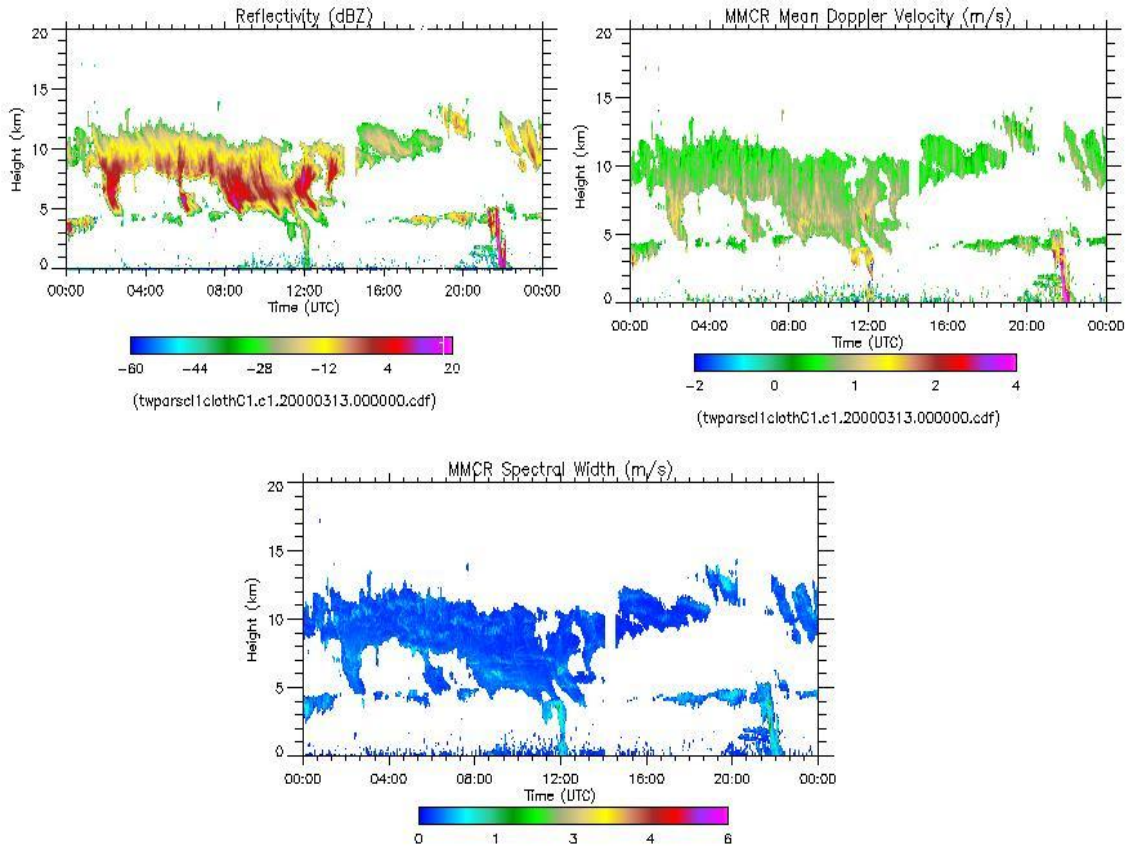 Reflectivity (dBZ)
20
15
10
5
0
Height (km)
00:00 04:00 08:00 12:00 16:00 20:00 00:00
Time (UTC)
-60 -44 -28 -12 4 20
(twparscl1clothC1.c1.20000313.000000.cdf)
MMCR Mean Doppler Velocity (m/s)
20
15
10
5
0
Height (km)
00:00 04:00 08:00 12:00 16:00 20:00 00:00
Time (UTC)
-2 0 2 4
(twparscl1clothC1.c1.20000313.000000.cdf)
MMCR Spectral Width (m/s)
20
15
10
5
0
Height (km)
00:00 04:00 08:00 12:00 16:00 20:00 00:00
Time (UTC)
0 1 3 4 6